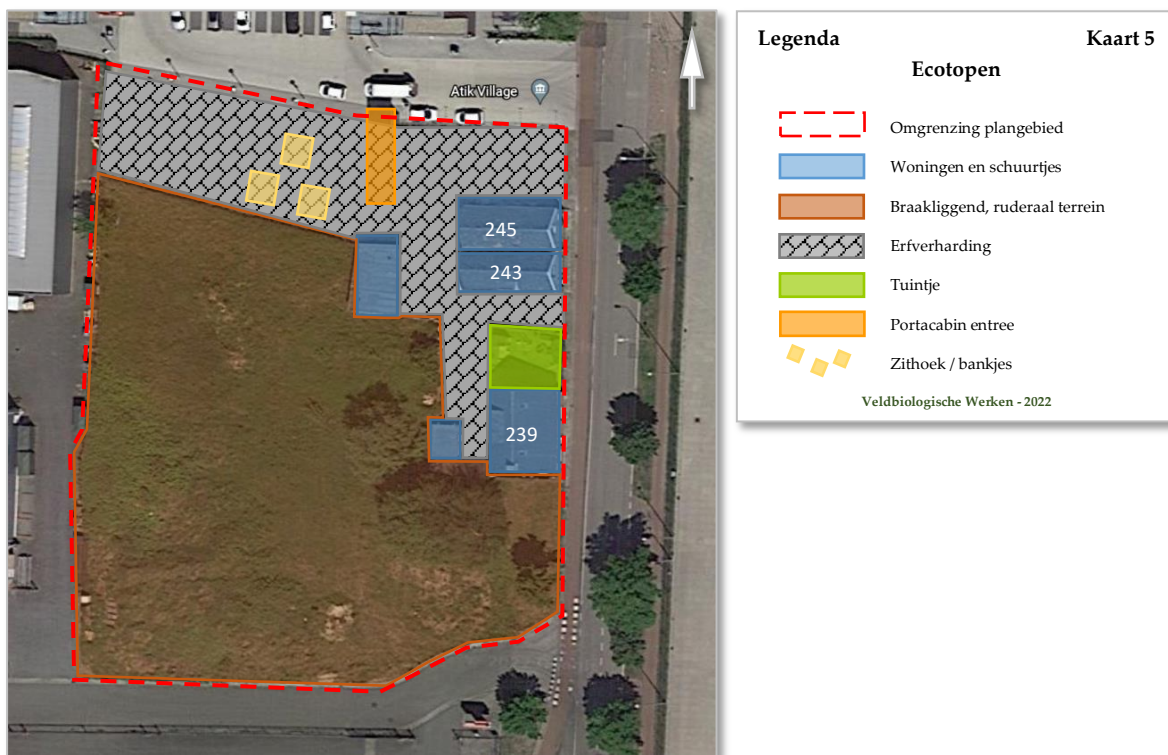 Atik Village
245
243
239
Legenda
Kaart 5
Ecotopen
Omgrenzing plangebied
Woningen en schuurtjes
Braakliggend, ruderaal terrein
Erfverharding
Tuintje
Portacabin entree
Zithoek / bankjes
Veldbiologische Werken - 2022